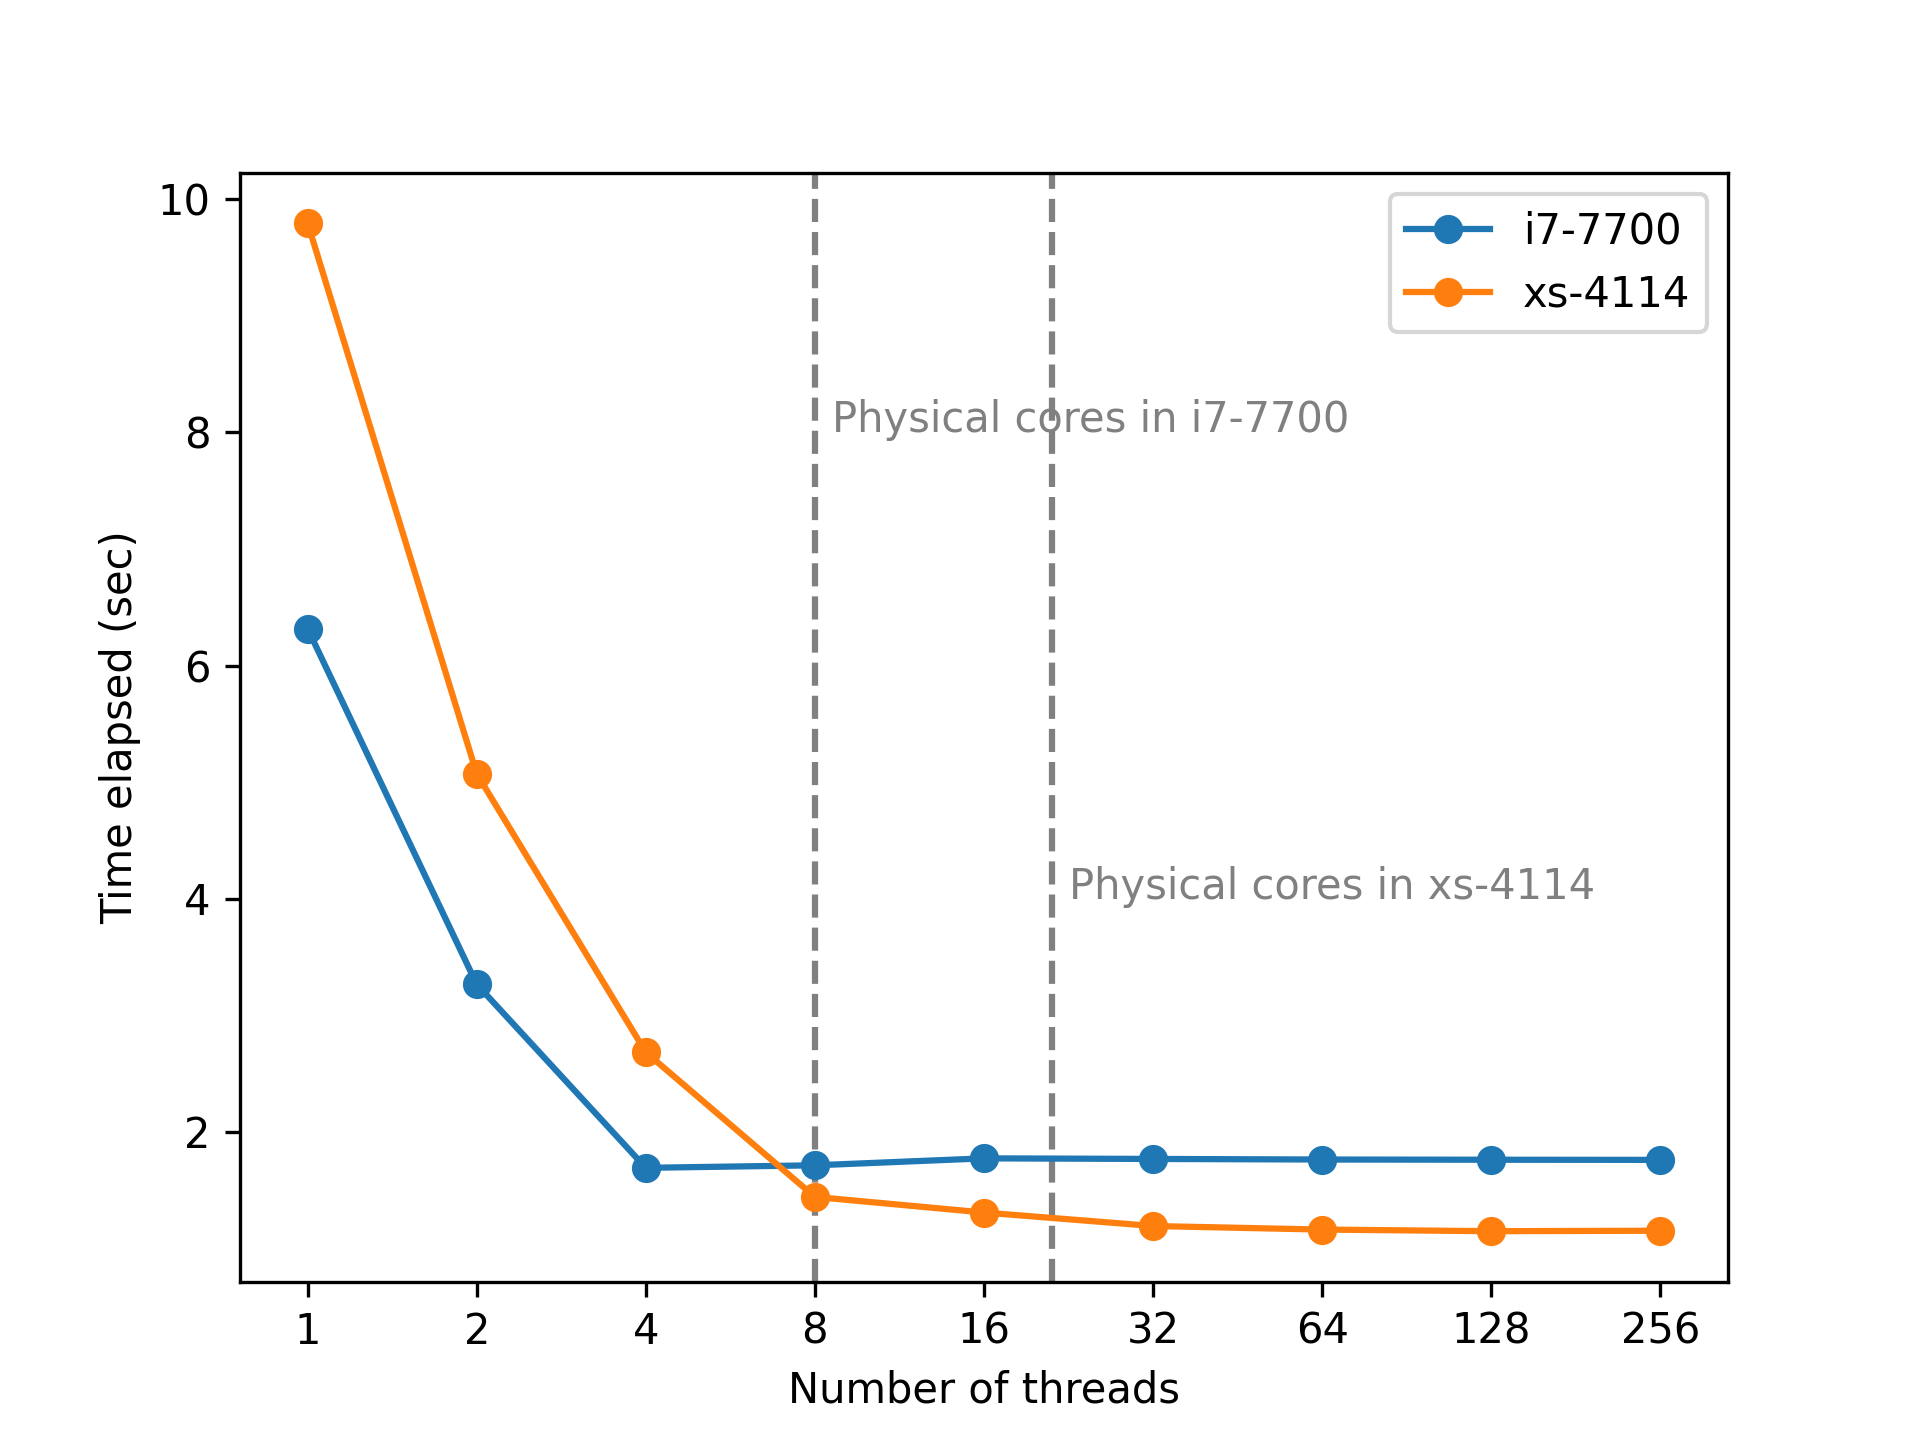 10
8
6
4
2
Time elapsed (sec)
i7-7700
xs-4114
Physical cores in i7-7700
Physical cores in xs-4114
1 2 4 8 16 32 64 128 256
Number of threads